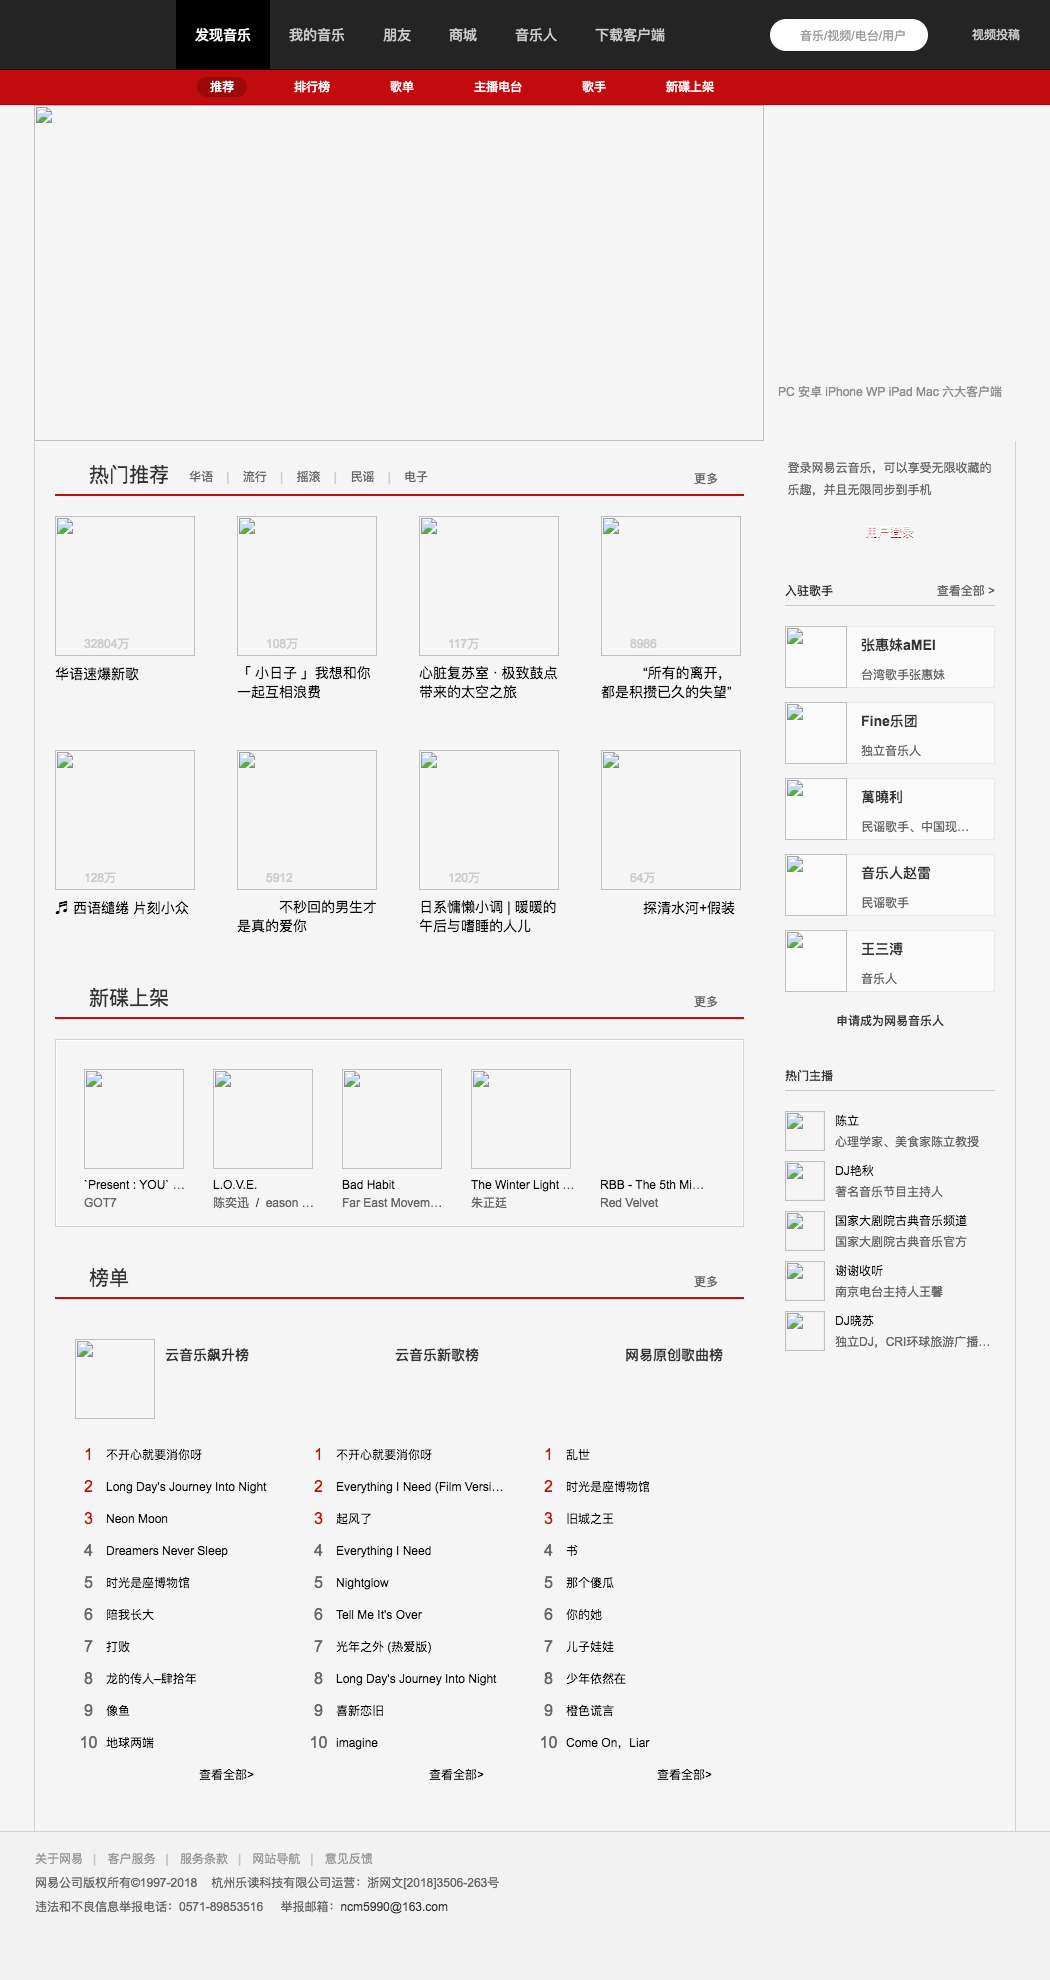 发现音乐 我的音乐 朋友 商城 音乐人 下载客户端 音乐/视频/电台/用户 视频投稿
推荐 排行榜 歌单 主播电台 歌手 新碟上架
PC 安卓 iPhone WP iPad Mac 六大客户端
热门推荐 华语 | 流行 | 摇滚 | 民谣 | 电子 更多
32804万 108万 117万 8986
华语速爆新歌
「 小日子 」我想和你
一起互相浪费
心脏复苏室 · 极致鼓点
带来的太空之旅
“所有的离开,
都是积攒已久的失望”
128万 5912 120万 64万
♬ 西语缱绻 片刻小众
不秒回的男生才
是真的爱你
日系慵懒小调 | 暖暖的
午后与嗜睡的人儿
探清水河+假装
新碟上架 更多
`Present : YOU` ...
GOT7
L.O.V.E.
陈奕迅 / eason ...
Bad Habit
Far East Movem...
The Winter Light ...
朱正廷
RBB - The 5th Mi...
Red Velvet
榜单 更多
云音乐飙升榜
1 不开心就要消你呀
2 Long Day's Journey Into Night
3 Neon Moon
4 Dreamers Never Sleep
5 时光是座博物馆
6 陪我长大
7 打败
8 龙的传人–肆拾年
9 像鱼
10 地球两端
查看全部>
云音乐新歌榜
1 不开心就要消你呀
2 Everything I Need (Film Versi...
3 起风了
4 Everything I Need
5 Nightglow
6 Tell Me It's Over
7 光年之外 (热爱版)
8 Long Day's Journey Into Night
9 喜新恋旧
10 imagine
查看全部>
网易原创歌曲榜
1 乱世
2 时光是座博物馆
3 旧城之王
4 书
5 那个傻瓜
6 你的她
7 儿子娃娃
8 少年依然在
9 橙色谎言
10 Come On，Liar
查看全部>
登录网易云音乐，可以享受无限收藏的
乐趣，并且无限同步到手机
用户登录
入驻歌手 查看全部 >
张惠妹aMEI
台湾歌手张惠妹
Fine乐团
独立音乐人
萬曉利
民谣歌手、中国现...
音乐人赵雷
民谣歌手
王三溥
音乐人
申请成为网易音乐人
热门主播
陈立
心理学家、美食家陈立教授
DJ艳秋
著名音乐节目主持人
国家大剧院古典音乐频道
国家大剧院古典音乐官方
谢谢收听
南京电台主持人王馨
DJ晓苏
独立DJ，CRI环球旅游广播...
关于网易 | 客户服务 | 服务条款 | 网站导航 | 意见反馈
网易公司版权所有©1997-2018 杭州乐读科技有限公司运营：浙网文[2018]3506-263号
违法和不良信息举报电话：0571-89853516 举报邮箱：ncm5990@163.com